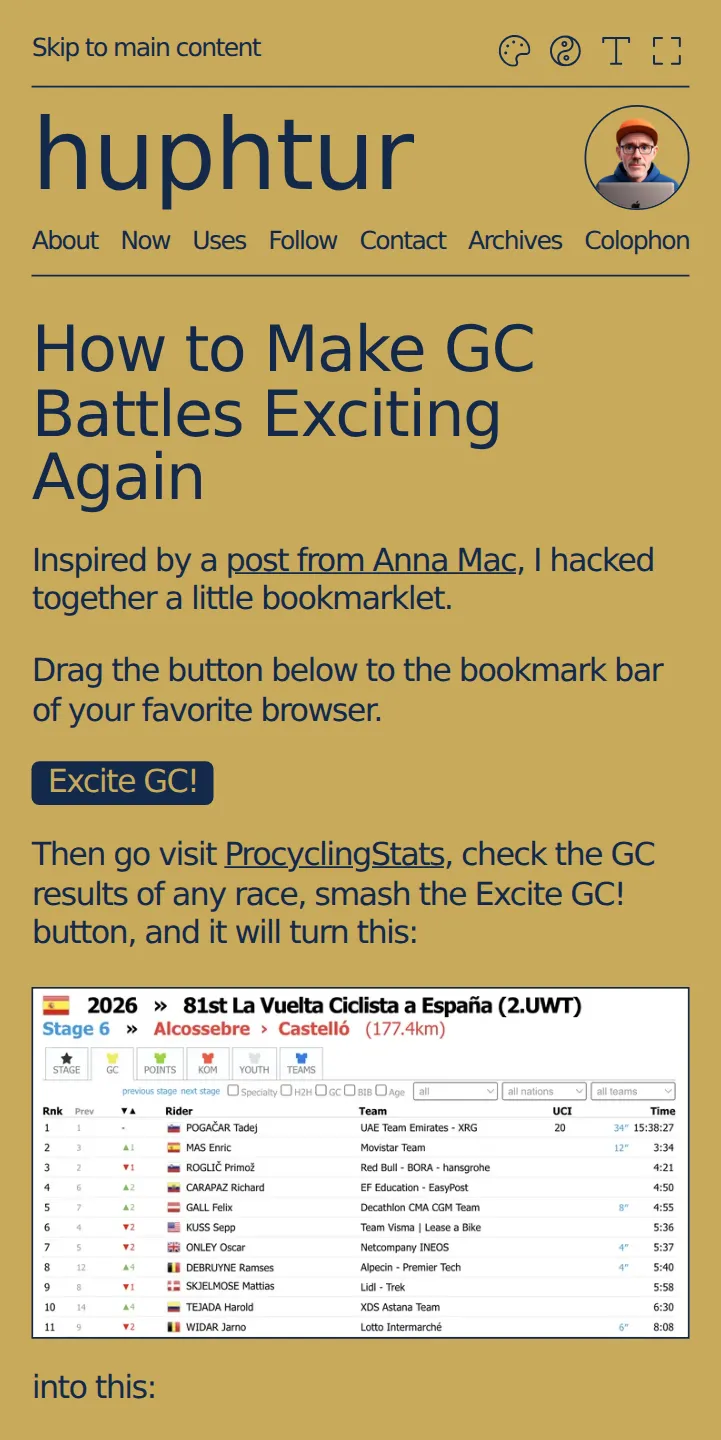 Skip to main content
huphtur
About Now Uses Follow Contact Archives Colophon
How to Make GC
Battles Exciting
Again
Inspired by a post from Anna Mac, I hacked
together a little bookmarklet.
Drag the button below to the bookmark bar
of your favorite browser.
Excite GC!
Then go visit ProcyclingStats, check the GC
results of any race, smash the Excite GC!
button, and it will turn this:
2026 » 81st La Vuelta Ciclista a España (2.UWT)
Stage 6 » Alcossebre › Castelló (177.4km)
STAGE GC POINTS KOM YOUTH TEAMS
previous stage next stage Specialty H2H GC BIB Age all all nations all teams
Rnk Prev ▼▲ Rider Team UCI Time
1 1 - POGAČAR Tadej UAE Team Emirates - XRG 20 34″ 15:38:27
2 3 ▲1 MAS Enric Movistar Team 12″ 3:34
3 2 ▼1 ROGLIČ Primož Red Bull - BORA - hansgrohe 4:21
4 6 ▲2 CARAPAZ Richard EF Education - EasyPost 4:50
5 7 ▲2 GALL Felix Decathlon CMA CGM Team 8″ 4:55
6 4 ▼2 KUSS Sepp Team Visma | Lease a Bike 5:36
7 5 ▼2 ONLEY Oscar Netcompany INEOS 4″ 5:37
8 12 ▲4 DEBRUYNE Ramses Alpecin - Premier Tech 4″ 5:40
9 8 ▼1 SKJELMOSE Mattias Lidl - Trek 5:58
10 14 ▲4 TEJADA Harold XDS Astana Team 6:30
11 9 ▼2 WIDAR Jarno Lotto Intermarché 6″ 8:08
into this: